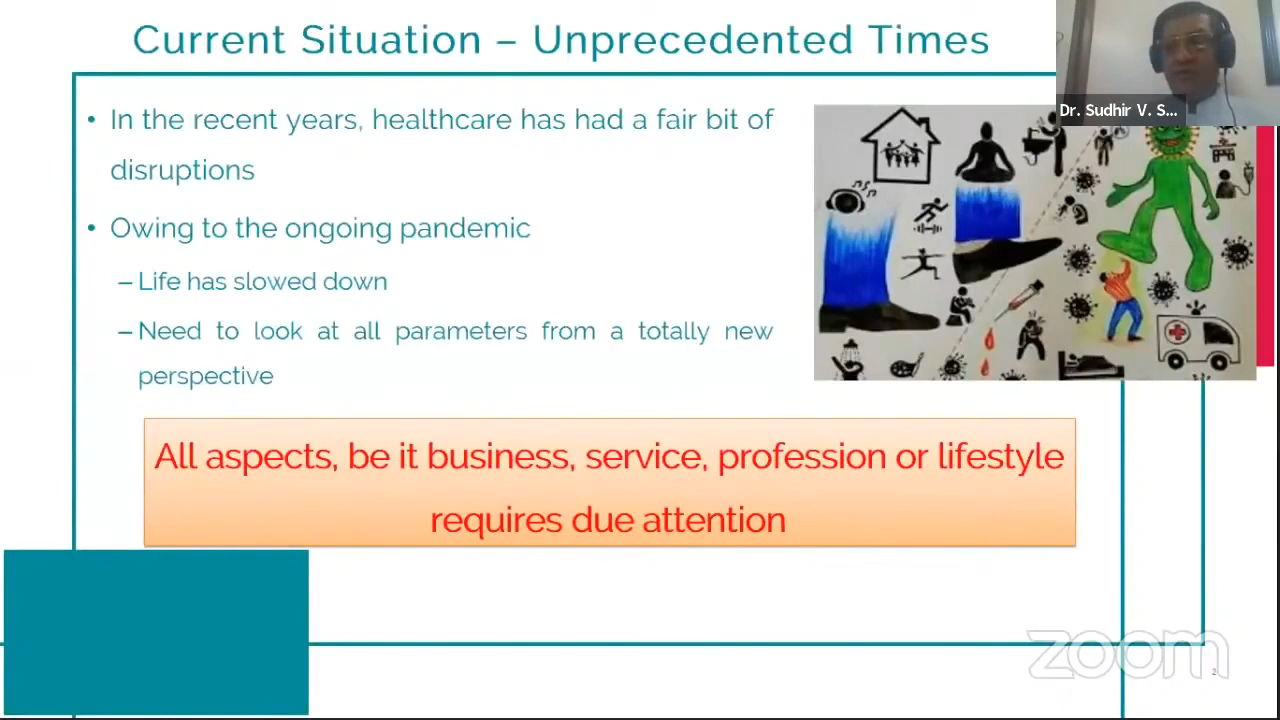 Current Situation – Unprecedented Times
Dr. Sudhir V. S...
• In the recent years, healthcare has had a fair bit of
disruptions
• Owing to the ongoing pandemic
– Life has slowed down
– Need to look at all parameters from a totally new
perspective
All aspects, be it business, service, profession or lifestyle
requires due attention
zoom
2